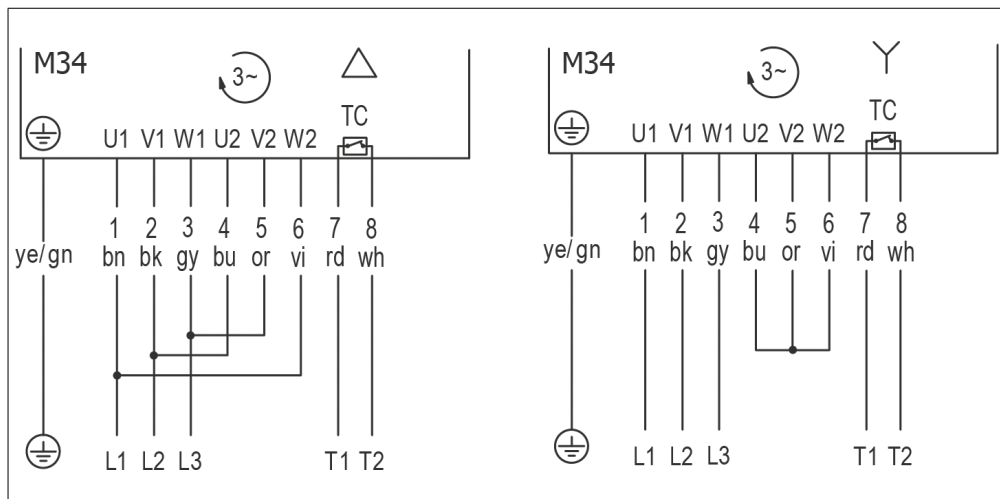 M34
3~
TC
U1 V1 W1 U2 V2 W2
1 2 3 4 5 6 7 8
ye/gn bn bk gy bu or vi rd wh
L1 L2 L3 T1 T2
M34
3~
TC
U1 V1 W1 U2 V2 W2
1 2 3 4 5 6 7 8
ye/gn bn bk gy bu or vi rd wh
L1 L2 L3 T1 T2